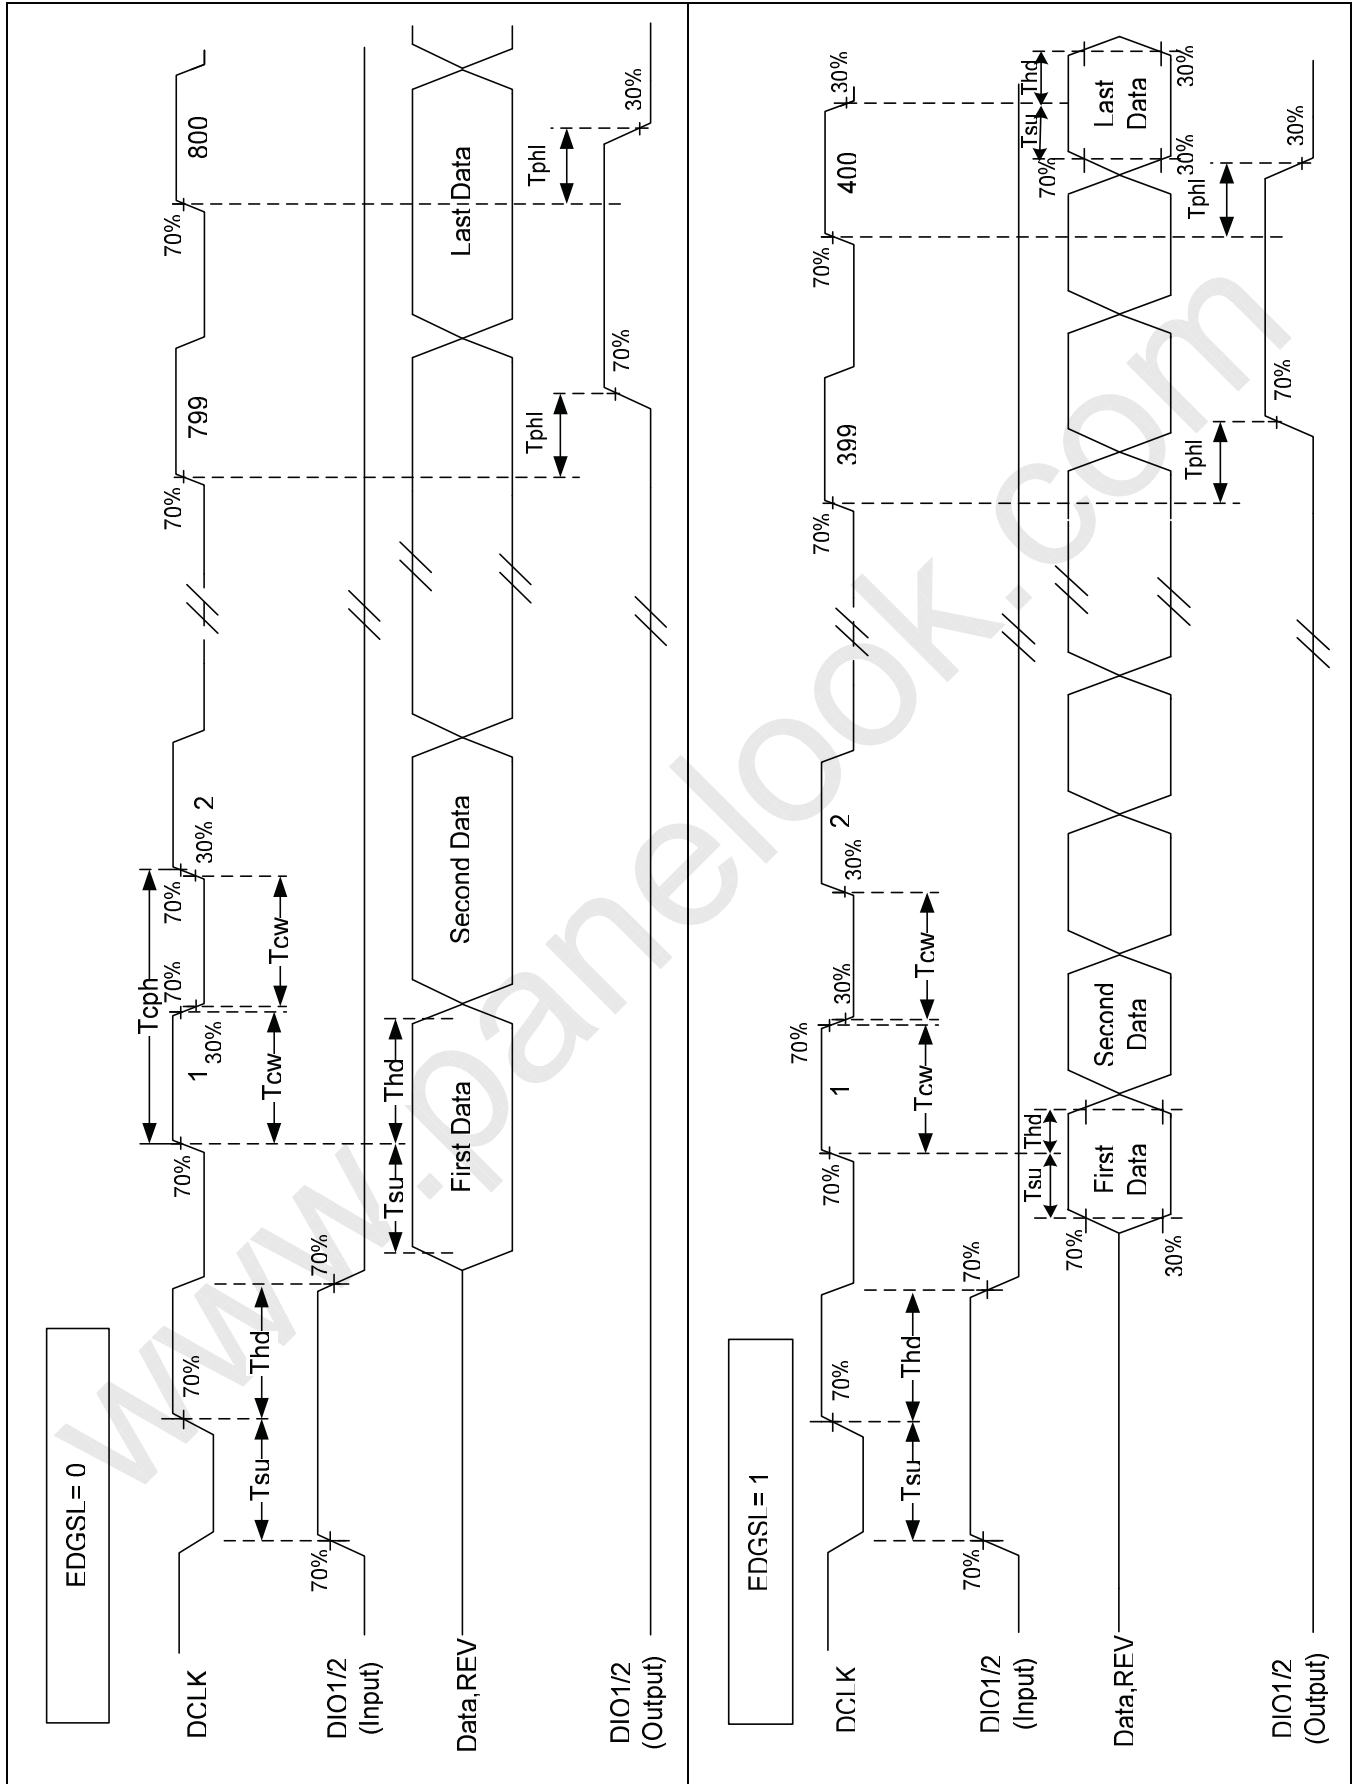 EDGSL= 0
DCLK
70%
70%
1
30%
70%
70%
30%
2
70%
799
70%
800
Tcph
Tsu
Thd
Tcw
Tcw
DIO1/2
(Input)
70%
70%
Data,REV
Tsu
Thd
First Data
Second Data
Last Data
DIO1/2
(Output)
Tphl
70%
Tphl
30%
EDGSL= 1
DCLK
70%
70%
1
70%
30%
30%
2
70%
399
70%
400
30%
Tsu
Thd
Tcw
Tcw
DIO1/2
(Input)
70%
70%
Data,REV
Tsu
Thd
70%
30%
First
Data
Second
Data
Tsu
Thd
70%
30%
Last
Data
30%
DIO1/2
(Output)
Tphl
70%
Tphl
30%
www.panelook.com